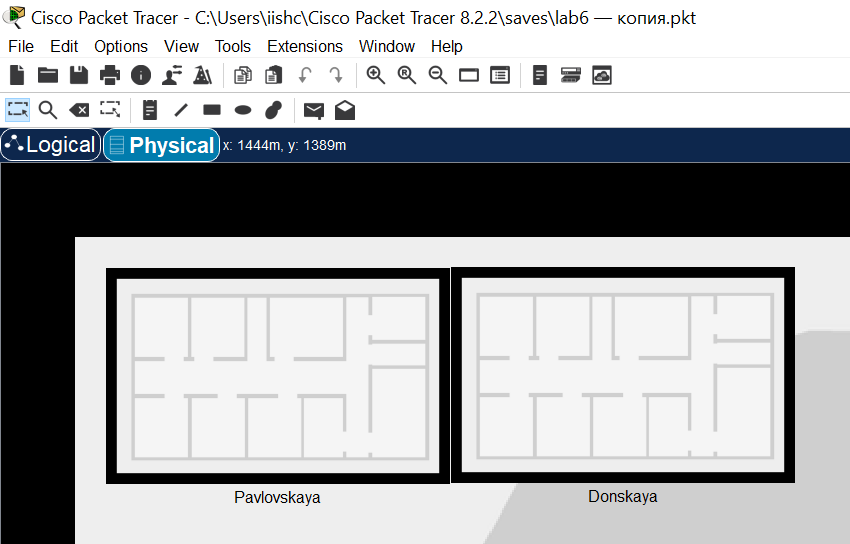 Cisco Packet Tracer - C:\Users\iishc\Cisco Packet Tracer 8.2.2\saves\lab6 — копия.pkt
File Edit Options View Tools Extensions Window Help
Logical Physical x: 1444m, y: 1389m
Pavlovskaya Donskaya